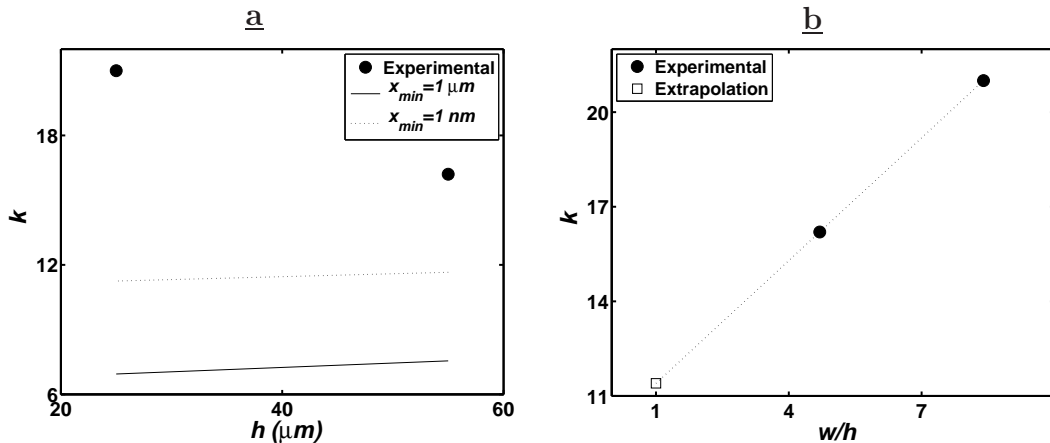 a
Experimental
x_min=1 μm
x_min=1 nm
18
12
6
k
20
40
60
h (μm)
b
Experimental
Extrapolation
20
17
14
11
k
1
4
7
w/h